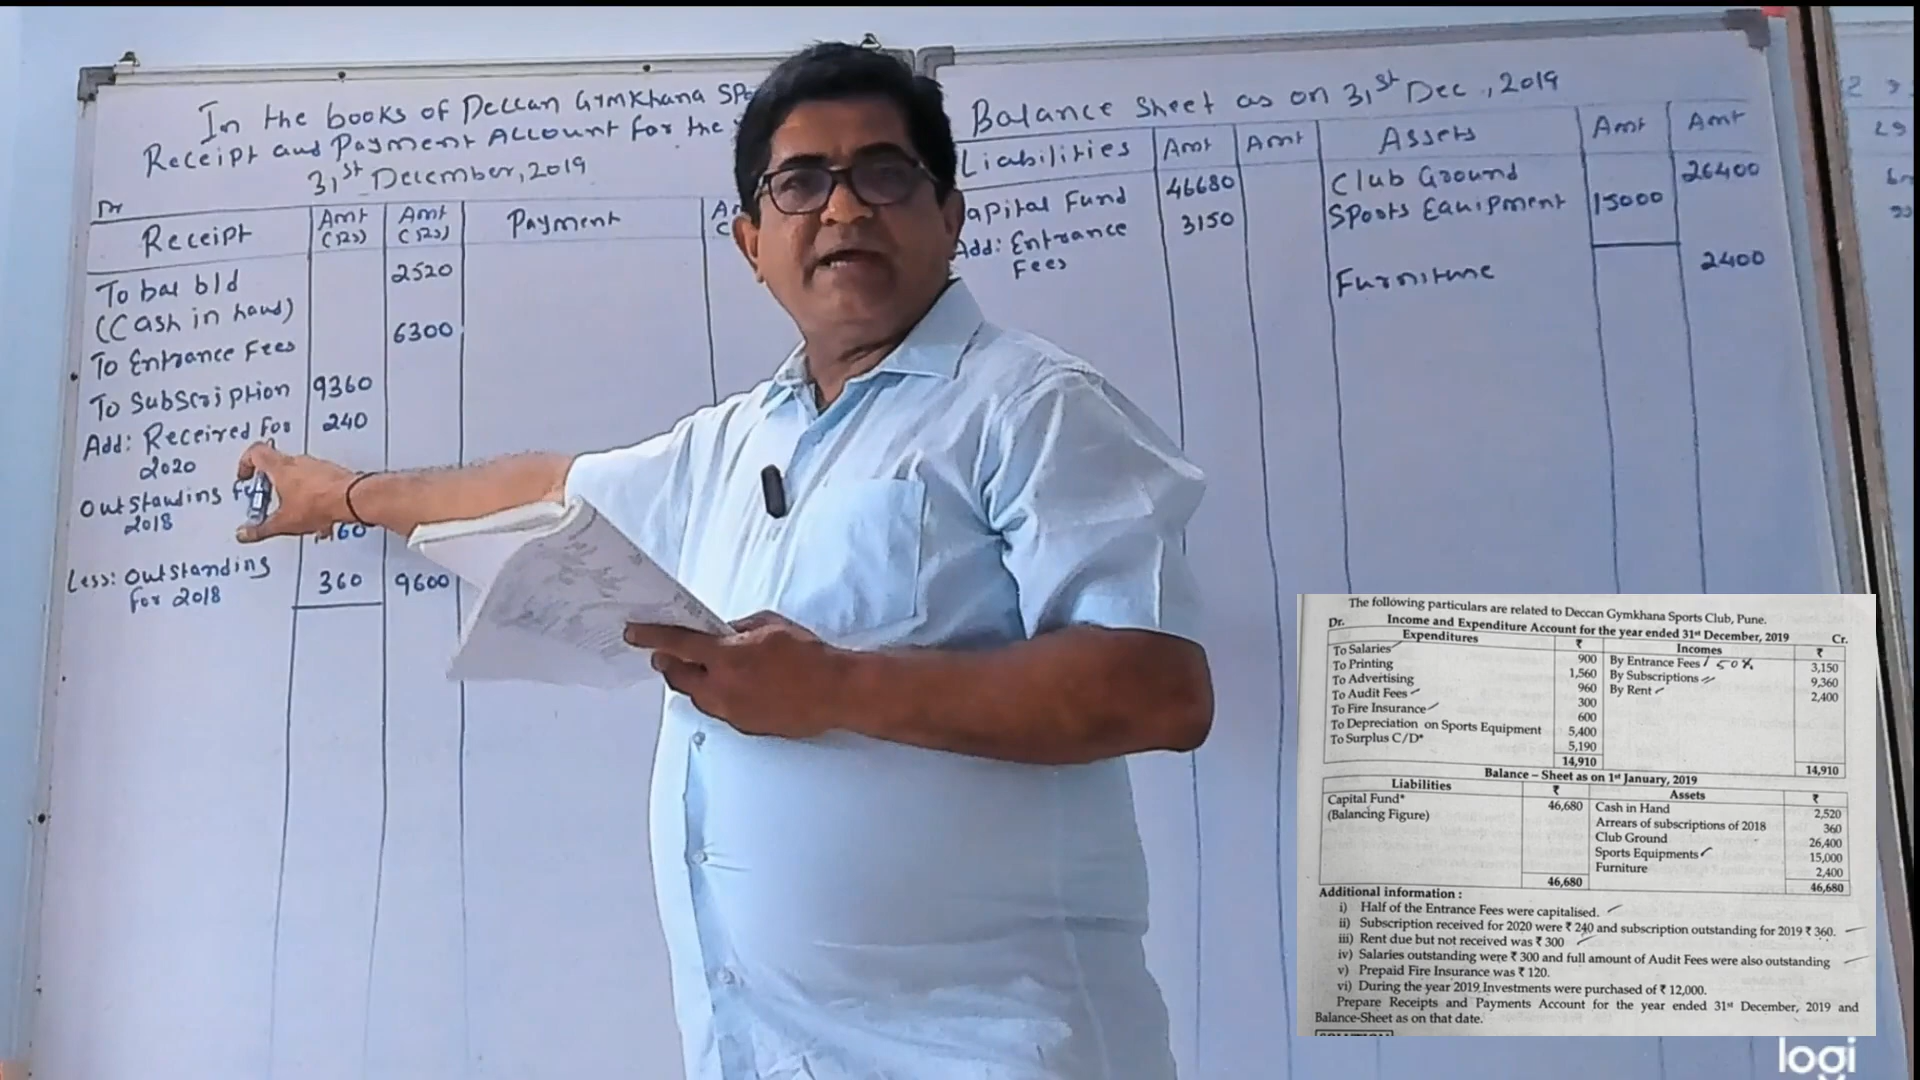 In the books of Deccan Gymkhana
Receipt and Payment Account for the
31st December, 2019
Dr
Receipt
Amt (Rs)
Amt (Rs)
Payment
To bal b/d 2520
(Cash in hand)
To Entrance Fees 6300
To Subscription 9360
Add: Received for 240
2020
Outstanding
2018
Less: Outstanding 360 9600
for 2018
Balance Sheet as on 31st Dec, 2019
Liabilities Amt Amt Assets Amt Amt
apital Fund 46680 Club Ground 26400
Add: Entrance 3150 Sports Equipment 15000
Fees
Furniture 2400
The following particulars are related to Deccan Gymkhana Sports Club, Pune.
Dr. Income and Expenditure Account for the year ended 31st December, 2019 Cr.
Expenditures ₹ Incomes ₹
To Salaries 900 By Entrance Fees 50% 3,150
To Printing 1,560 By Subscriptions 9,360
To Advertising 960 By Rent 2,400
To Audit Fees 300
To Fire Insurance 600
To Depreciation on Sports Equipment 5,400
To Surplus C/D* 5,190
14,910 14,910
Balance – Sheet as on 1st January, 2019
Liabilities ₹ Assets ₹
Capital Fund* 46,680 Cash in Hand 2,520
(Balancing Figure) Arrears of subscriptions of 2018 360
Club Ground 26,400
Sports Equipments 15,000
Furniture 2,400
46,680 46,680
Additional information :
i) Half of the Entrance Fees were capitalised.
ii) Subscription received for 2020 were ₹ 240 and subscription outstanding for 2019 ₹ 360.
iii) Rent due but not received was ₹ 300
iv) Salaries outstanding were ₹ 300 and full amount of Audit Fees were also outstanding
v) Prepaid Fire Insurance was ₹ 120.
vi) During the year 2019 Investments were purchased of ₹ 12,000.
Prepare Receipts and Payments Account for the year ended 31st December, 2019 and
Balance-Sheet as on that date.
logi